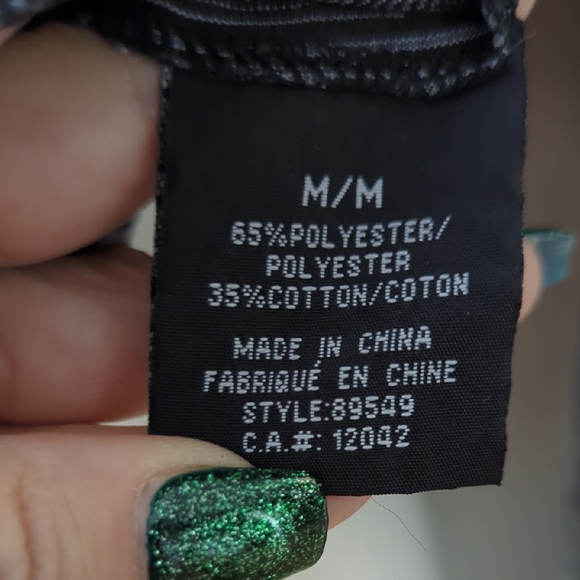 M/M
65%POLYESTER/
POLYESTER
35%COTTON/COTON
MADE IN CHINA
FABRIQUÉ EN CHINE
STYLE:89549
C.A.#: 12042